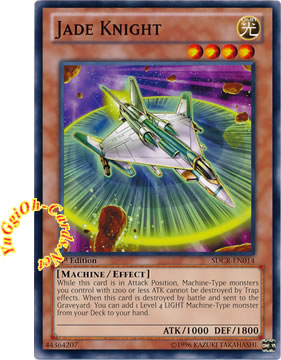 JADE KNIGHT
光
SDCR-EN014
1st Edition
[MACHINE / EFFECT]
While this card is in Attack Position, Machine-Type monsters
you control with 1200 or less ATK cannot be destroyed by Trap
effects. When this card is destroyed by battle and sent to the
Graveyard: You can add 1 Level 4 LIGHT Machine-Type monster
from your Deck to your hand.
ATK/1000 DEF/1800
44364207
©1996 KAZUKI TAKAHASHI
YuGgiOh-Cards.Net